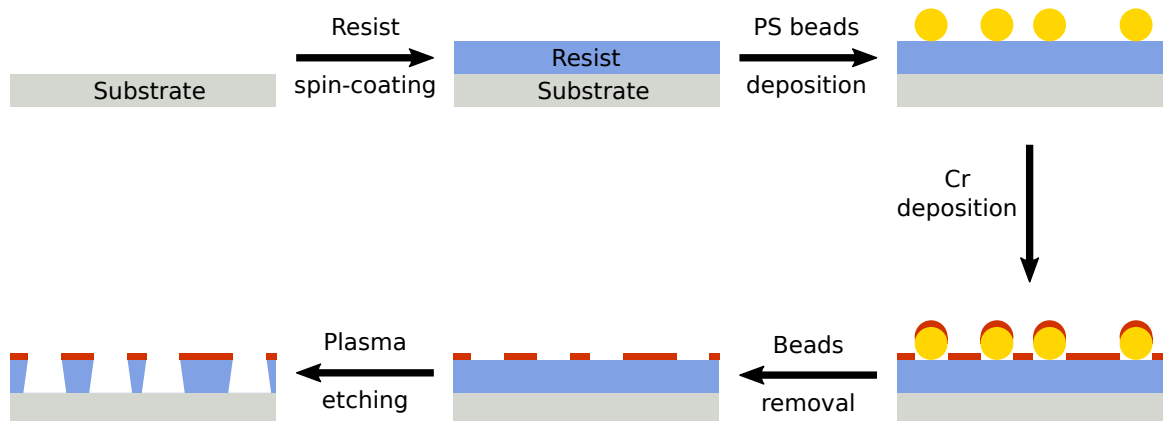 Substrate
Resist
spin-coating
Resist
Substrate
PS beads
deposition
Cr
deposition
Beads
removal
Plasma
etching